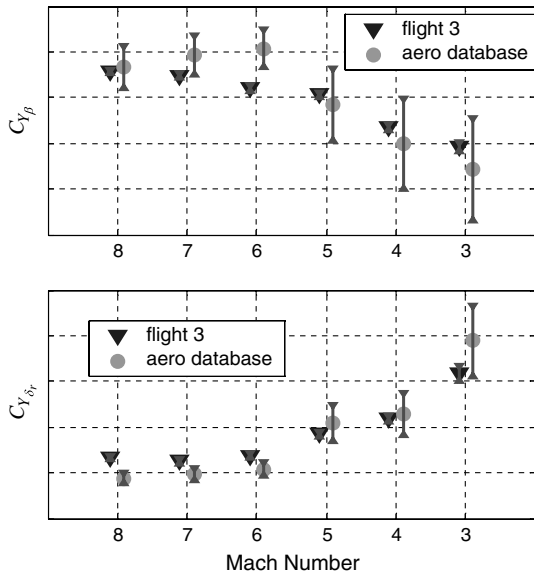 flight 3
aero database
C_{Y_β}
8 7 6 5 4 3
flight 3
aero database
C_{Y_{δ_r}}
8 7 6 5 4 3
Mach Number